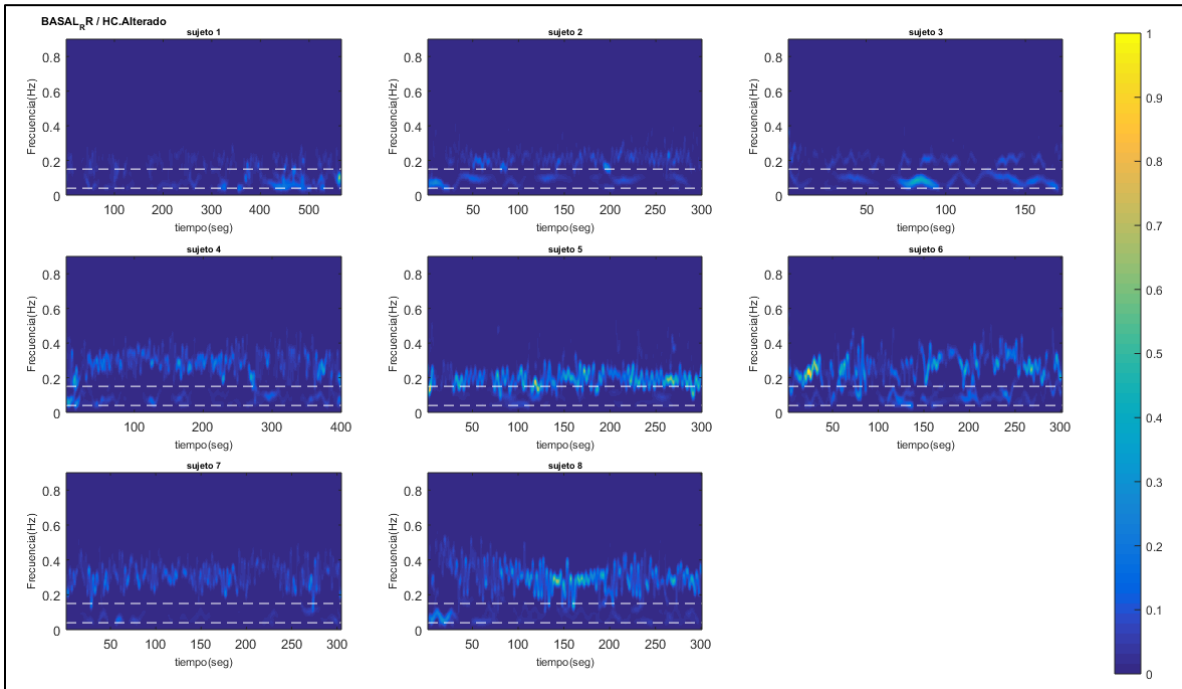 BASAL_RR / HC.Alterado
sujeto 1
Frecuencia(Hz)
0.8
0.6
0.4
0.2
0
100 200 300 400 500
tiempo(seg)
sujeto 2
Frecuencia(Hz)
0.8
0.6
0.4
0.2
0
50 100 150 200 250 300
tiempo(seg)
sujeto 3
Frecuencia(Hz)
0.8
0.6
0.4
0.2
0
50 100 150
tiempo(seg)
sujeto 4
Frecuencia(Hz)
0.8
0.6
0.4
0.2
0
100 200 300 400
tiempo(seg)
sujeto 5
Frecuencia(Hz)
0.8
0.6
0.4
0.2
0
50 100 150 200 250 300
tiempo(seg)
sujeto 6
Frecuencia(Hz)
0.8
0.6
0.4
0.2
0
50 100 150 200 250 300
tiempo(seg)
sujeto 7
Frecuencia(Hz)
0.8
0.6
0.4
0.2
0
50 100 150 200 250 300
tiempo(seg)
sujeto 8
Frecuencia(Hz)
0.8
0.6
0.4
0.2
0
50 100 150 200 250 300
tiempo(seg)
1
0.9
0.8
0.7
0.6
0.5
0.4
0.3
0.2
0.1
0